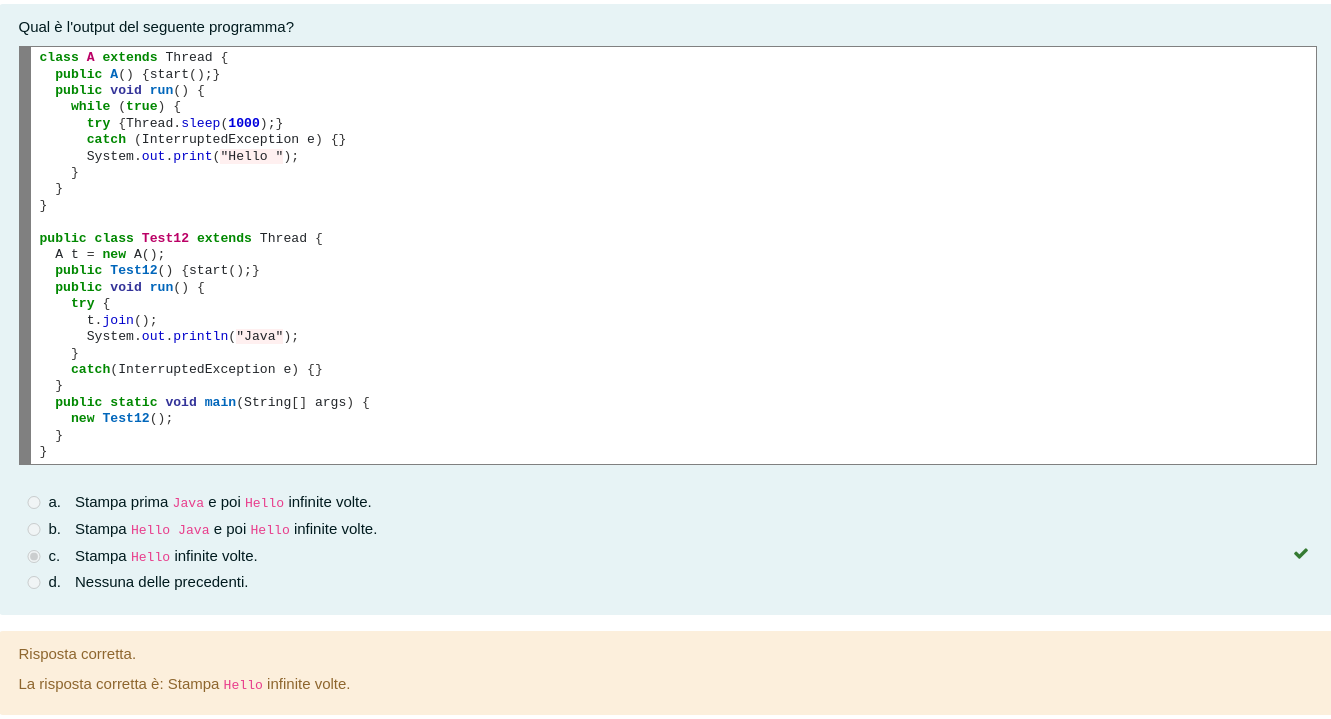 Qual è l'output del seguente programma?
class A extends Thread {
  public A() {start();}
  public void run() {
    while (true) {
      try {Thread.sleep(1000);}
      catch (InterruptedException e) {}
      System.out.print("Hello ");
    }
  }
}

public class Test12 extends Thread {
  A t = new A();
  public Test12() {start();}
  public void run() {
    try {
      t.join();
      System.out.println("Java");
    }
    catch(InterruptedException e) {}
  }
  public static void main(String[] args) {
    new Test12();
  }
}
a. Stampa prima Java e poi Hello infinite volte.
b. Stampa Hello Java e poi Hello infinite volte.
c. Stampa Hello infinite volte.
d. Nessuna delle precedenti.
Risposta corretta.
La risposta corretta è: Stampa Hello infinite volte.